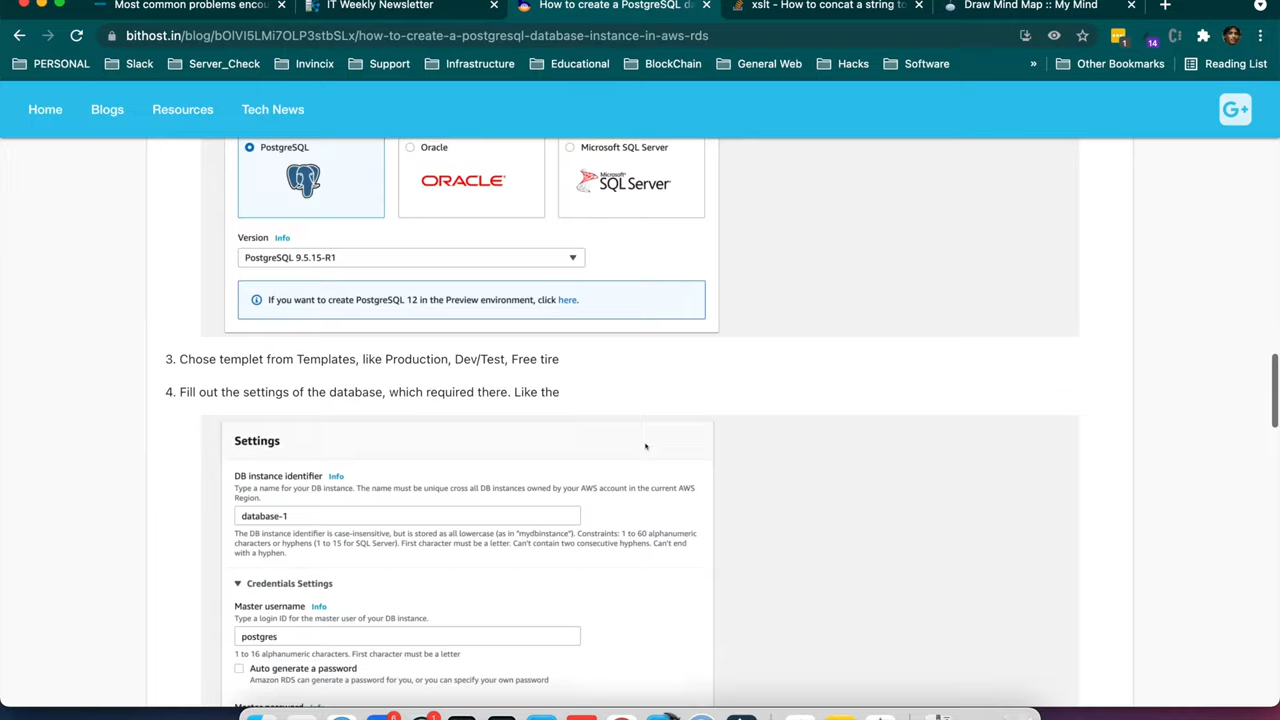 Most common problems encou
IT Weekly Newsletter
How to create a PostgreSQL da
xslt - How to concat a string to
Draw Mind Map :: My Mind
bithost.in/blog/bOlVI5LMi7OLP3stbSLx/how-to-create-a-postgresql-database-instance-in-aws-rds
1
14
PERSONAL
Slack
Server_Check
Invincix
Support
Infrastructure
Educational
BlockChain
General Web
Hacks
Software
»
Other Bookmarks
Reading List
Home
Blogs
Resources
Tech News
G+
PostgreSQL
Oracle
Microsoft SQL Server
ORACLE
Microsoft
SQL Server
Version Info
PostgreSQL 9.5.15-R1
If you want to create PostgreSQL 12 in the Preview environment, click here.
3. Chose templet from Templates, like Production, Dev/Test, Free tire
4. Fill out the settings of the database, which required there. Like the
Settings
DB instance identifier Info
Type a name for your DB instance. The name must be unique cross all DB instances owned by your AWS account in the current AWS
Region.
database-1
The DB instance identifier is case-insensitive, but is stored as all lowercase (as in "mydbinstance"). Constraints: 1 to 60 alphanumeric
characters or hyphens (1 to 15 for SQL Server). First character must be a letter. Can't contain two consecutive hyphens. Can't end
with a hyphen.
Credentials Settings
Master username Info
Type a login ID for the master user of your DB instance.
postgres
1 to 16 alphanumeric characters. First character must be a letter
Auto generate a password
Amazon RDS can generate a password for you, or you can specify your own password
Master password Info